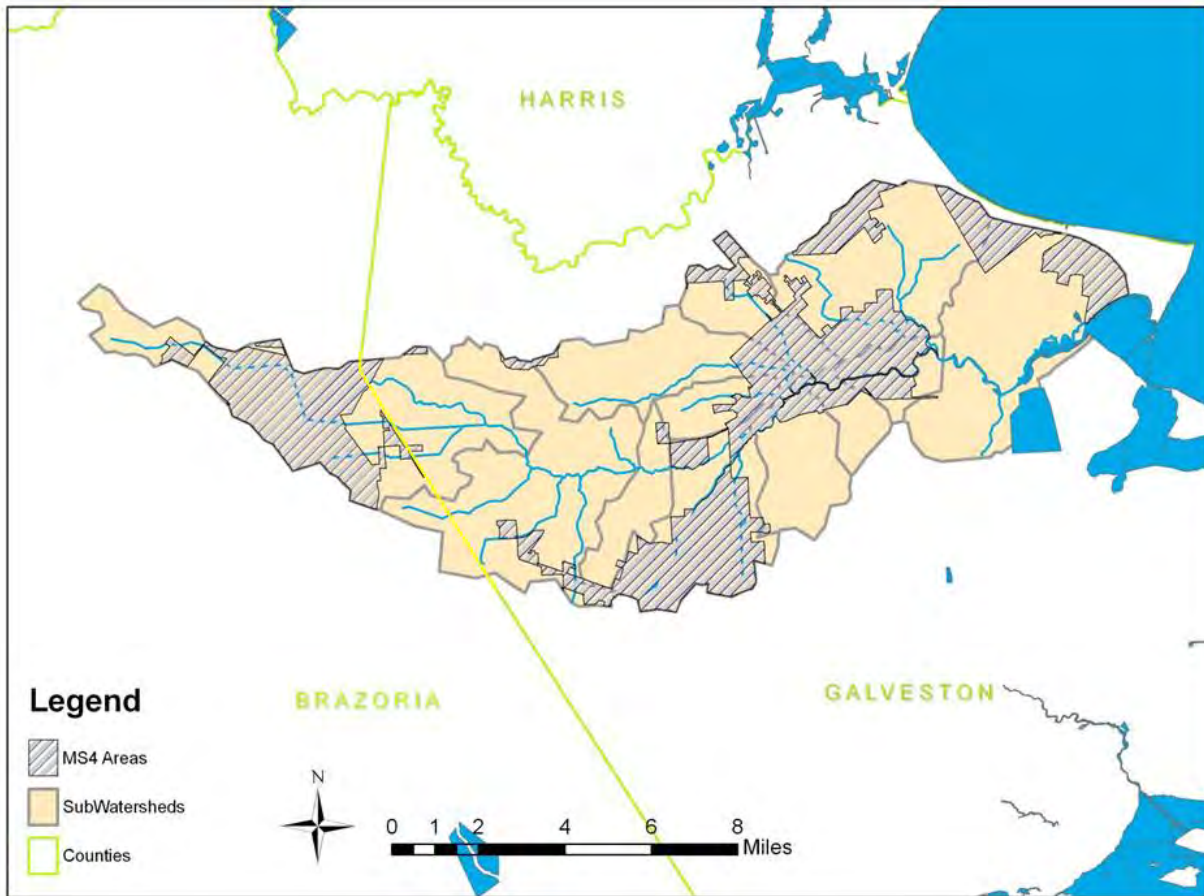 HARRIS
BRAZORIA
GALVESTON
Legend
MS4 Areas
SubWatersheds
Counties
N
0 1 2 4 6 8
Miles